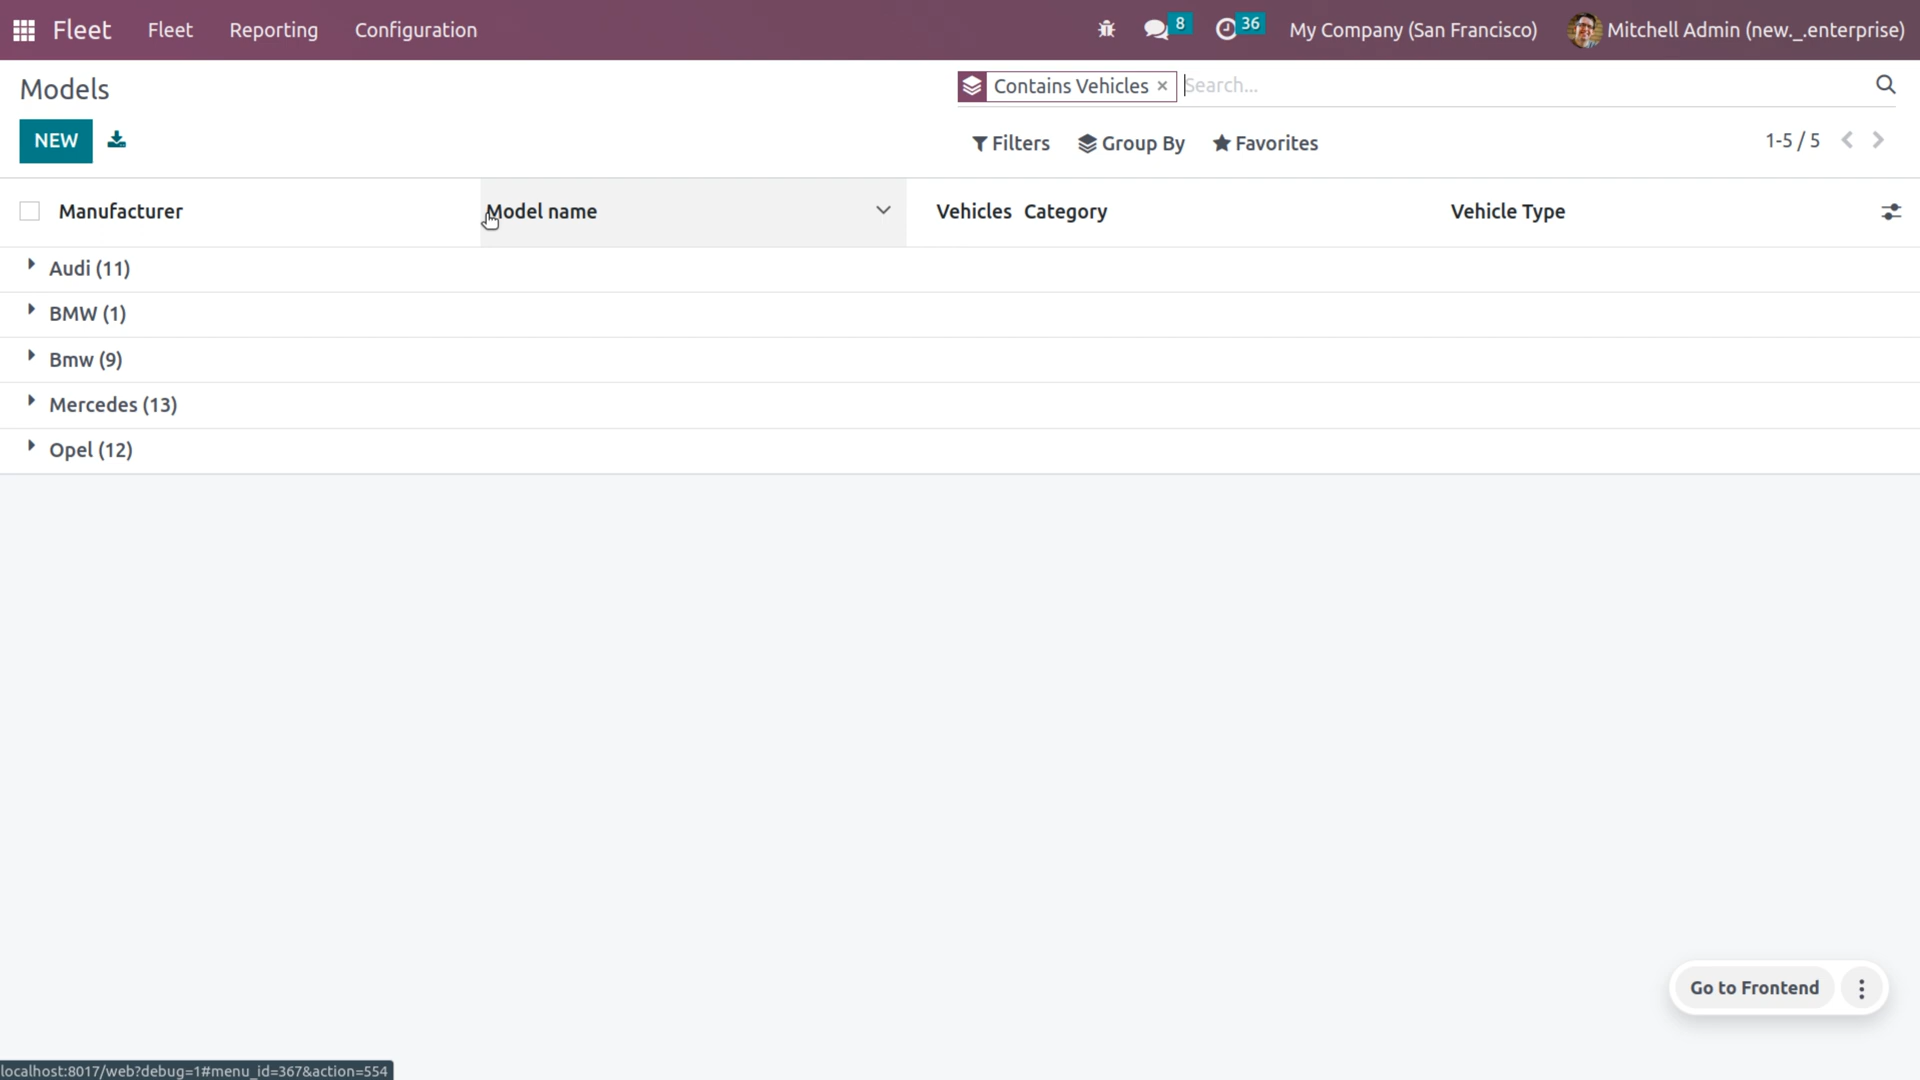 Fleet Fleet Reporting Configuration 8 36 My Company (San Francisco) Mitchell Admin (new._.enterprise)
Models
Contains Vehicles × Search...
NEW
Filters Group By Favorites 1-5 / 5
Manufacturer Model name Vehicles Category Vehicle Type
Audi (11)
BMW (1)
Bmw (9)
Mercedes (13)
Opel (12)
Go to Frontend
localhost:8017/web?debug=1#menu_id=367&action=554